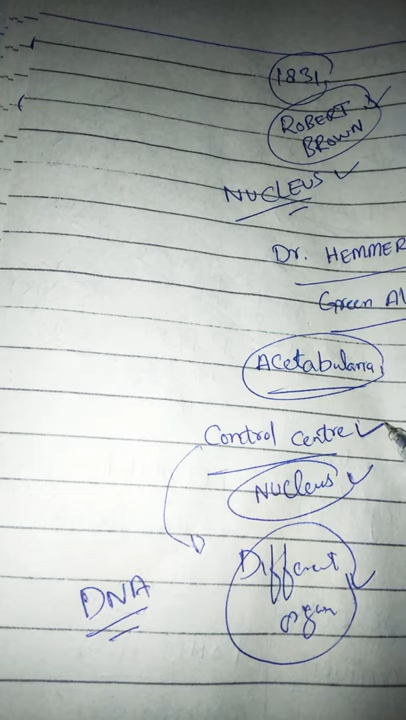 1831
ROBERT
BROWN
NUCLEUS
Dr. HEMMER
Green Al
Acetabularia
Control Centre
Nucleus
Different
organ
DNA